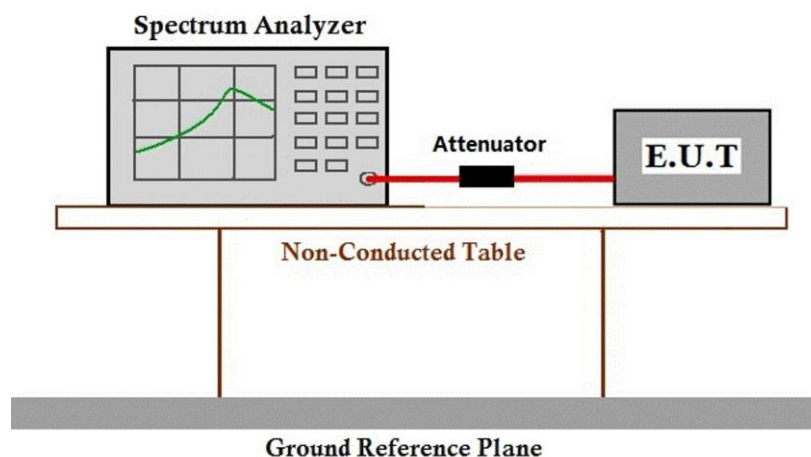 Spectrum Analyzer
Attenuator
E.U.T
Non-Conducted Table
Ground Reference Plane